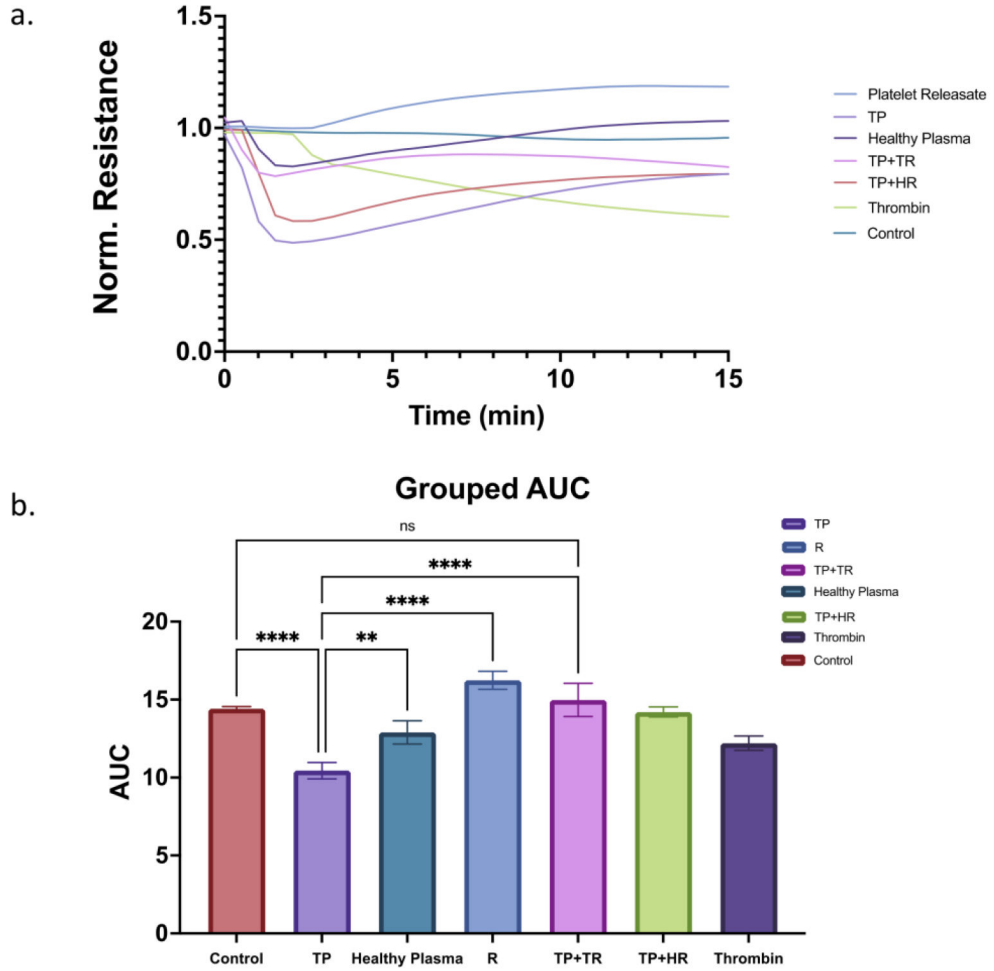 a.
1.5
1.0
0.5
0.0
Norm. Resistance
0
5
10
15
Time (min)
Platelet Releasate
TP
Healthy Plasma
TP+TR
TP+HR
Thrombin
Control
b.
Grouped AUC
ns
****
****
****
**
20
15
10
5
0
AUC
Control
TP
Healthy Plasma
R
TP+TR
TP+HR
Thrombin
TP
R
TP+TR
Healthy Plasma
TP+HR
Thrombin
Control